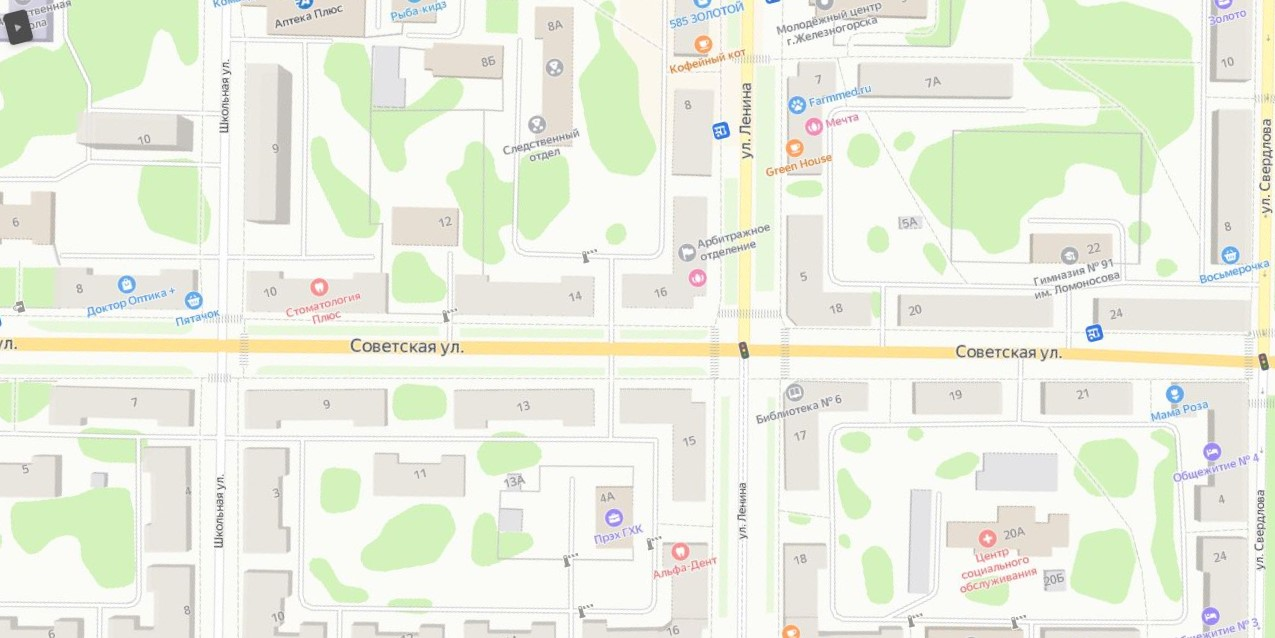 Аптека Плюс
Рыба кидз
585 ЗОЛОТОЙ
Молодёжный центр
г.Железногорска
Золото
8А
Кофейный кот
8Б
7
7А
10
Школьная ул.
8
Farmmed.ru
ул. Ленина
Мечта
ул. Свердлова
10
9
Следственный
отдел
Green House
6
12
5А
8
Арбитражное
отделение
22
Гимназия № 91
им. Ломоносова
Восьмерочка
8
Доктор Оптика +
Пятачок
10
Стоматология
Плюс
14
16
5
18
20
24
ул.
Советская ул.
Советская ул.
7
9
13
Библиотека № 6
19
21
Мама Роза
17
15
5
4
3
11
13А
4А
Прэх ГХК
Школьная ул.
ул. Ленина
Общежитие № 4
4
ул. Свердлова
20А
Центр
социального
обслуживания
20Б
Альфа-Дент
18
24
8
10
6
16
Общежитие № 3